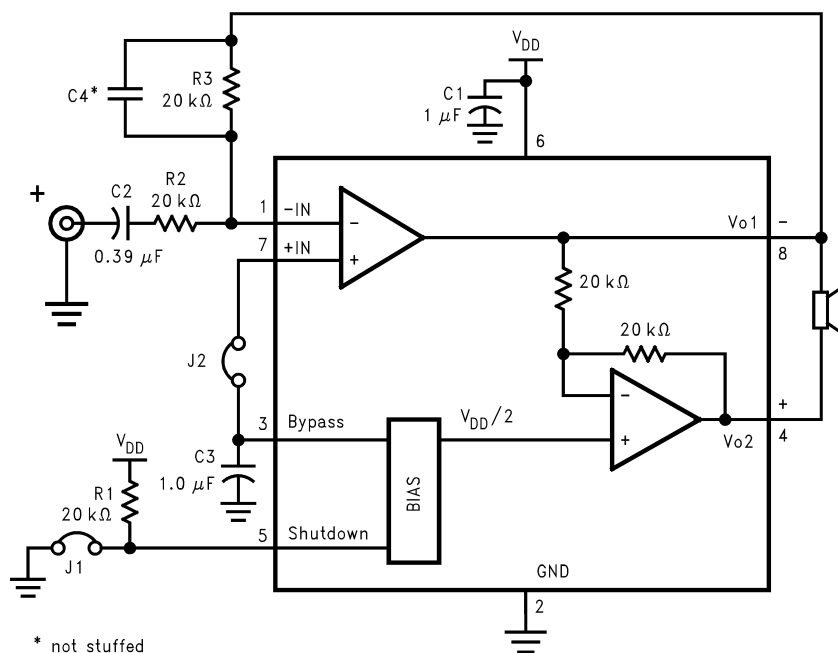 V_DD
C4*
R3
20 kΩ
C1
1 μF
6
+
C2
0.39 μF
R2
20 kΩ
1
-IN
7
+IN
-
+
Vo1
-
8
20 kΩ
20 kΩ
J2
-
+
+
4
Vo2
3
Bypass
V_DD/2
C3
1.0 μF
BIAS
V_DD
R1
20 kΩ
5
Shutdown
J1
GND
2
* not stuffed